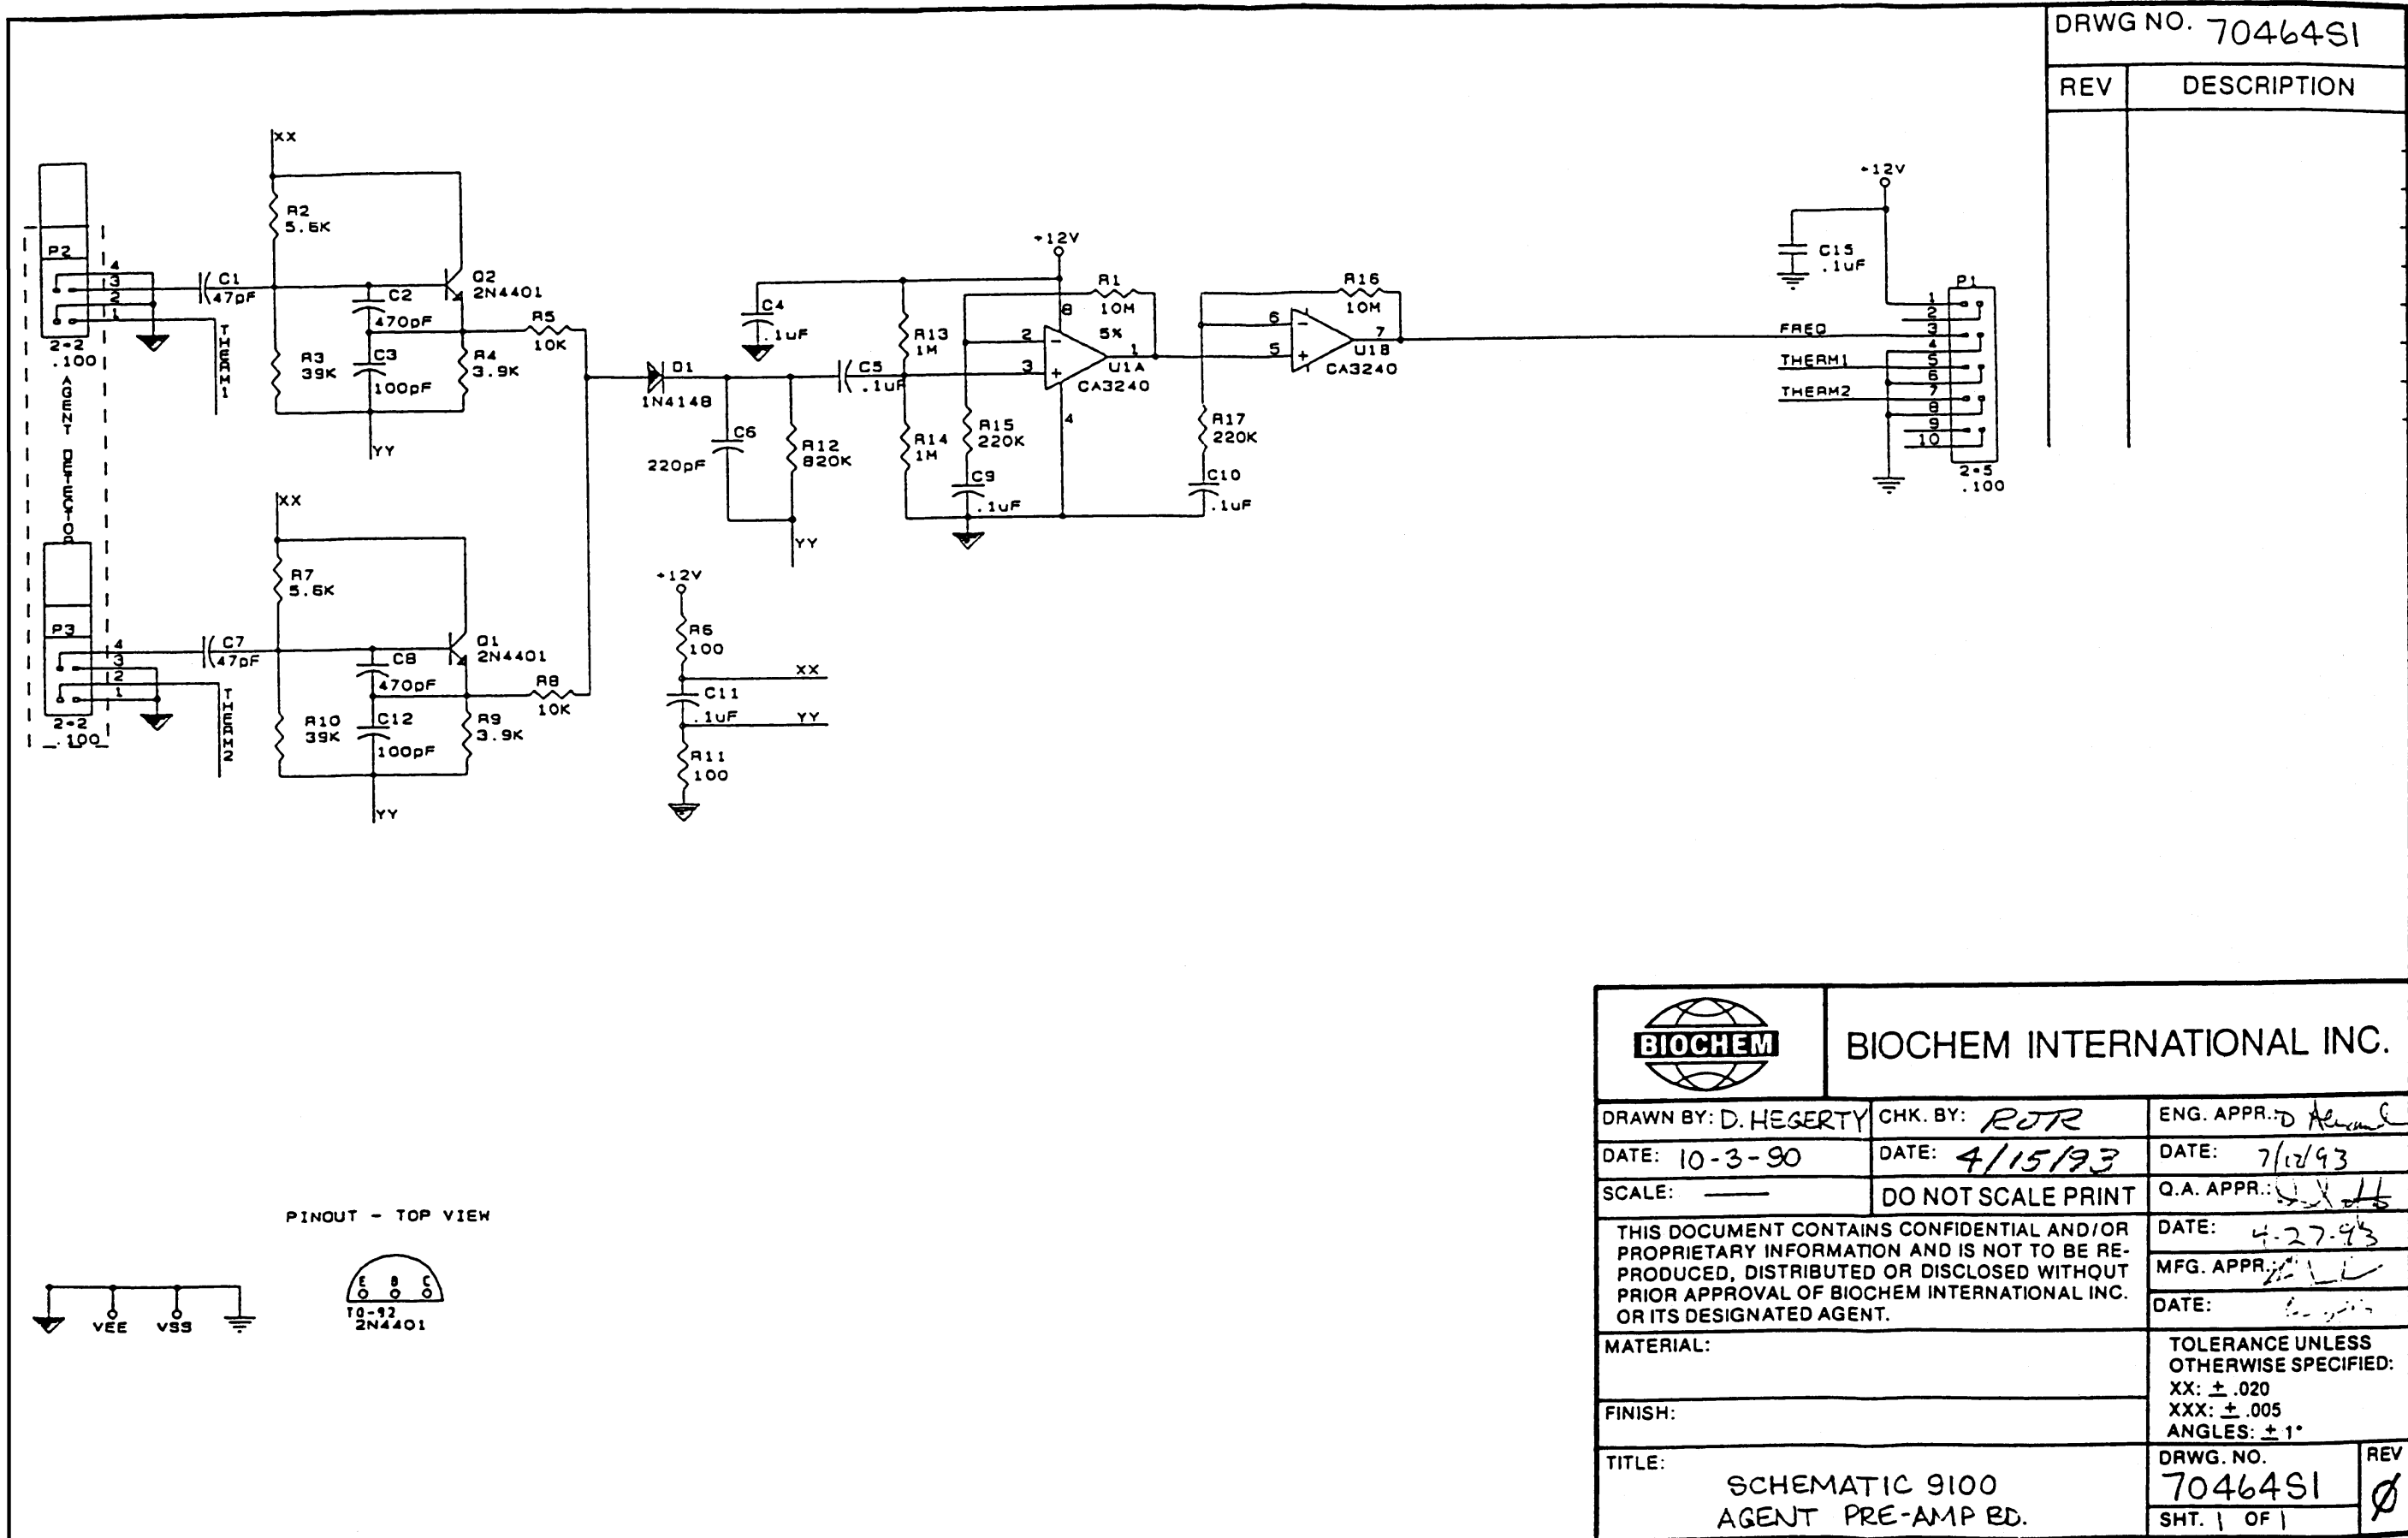 DRWG NO. 70464S1
REV DESCRIPTION
XX
R2
5.6K
P2
4
3
2
1
C1
47pF
C2
470pF
Q2
2N4401
R5
10K
R3
39K
C3
100pF
R4
3.9K
2*2
.100
THERM1
YY
AGENT DETECTOR
XX
R7
5.6K
P3
4
3
2
1
C7
47pF
C8
470pF
Q1
2N4401
R8
10K
R10
39K
C12
100pF
R9
3.9K
2*2
.100
THERM2
YY
D1
1N4148
C6
220pF
R12
820K
YY
C4
.1uF
C5
.1uF
R13
1M
R14
1M
+12V
R1
10M
5%
8
2
3
1
4
-
+
U1A
CA3240
R15
220K
C9
.1uF
R16
10M
6
5
7
-
+
U1B
CA3240
R17
220K
C10
.1uF
+12V
R6
100
XX
C11
.1uF
YY
R11
100
+12V
C15
.1uF
P1
FREQ
THERM1
THERM2
1
2
3
4
5
6
7
8
9
10
2*5
.100
PINOUT - TOP VIEW
E B C
TO-92
2N4401
VEE VSS
BIOCHEM
BIOCHEM INTERNATIONAL INC.
DRAWN BY: D. HEGERTY CHK. BY: RJR ENG. APPR.: D
DATE: 10-3-90 DATE: 4/15/93 DATE: 7/12/93
SCALE: —— DO NOT SCALE PRINT Q.A. APPR.:
THIS DOCUMENT CONTAINS CONFIDENTIAL AND/OR
PROPRIETARY INFORMATION AND IS NOT TO BE RE-
PRODUCED, DISTRIBUTED OR DISCLOSED WITHOUT
PRIOR APPROVAL OF BIOCHEM INTERNATIONAL INC.
OR ITS DESIGNATED AGENT.
DATE: 4-27-93
MFG. APPR.:
DATE:
MATERIAL:
FINISH:
TOLERANCE UNLESS
OTHERWISE SPECIFIED:
XX: ± .020
XXX: ± .005
ANGLES: ± 1°
TITLE:
SCHEMATIC 9100
AGENT PRE-AMP BD.
DRWG. NO.
70464S1
REV
Ø
SHT. 1 OF 1